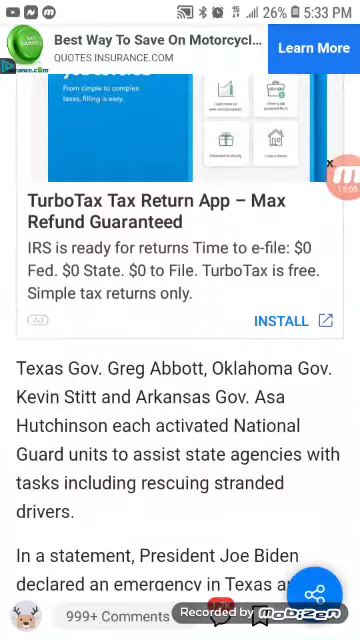 26% 5:33 PM
GET QUOTES
Best Way To Save On Motorcycl...
QUOTES.INSURANCE.COM
Learn More
From simple to complex
taxes, filing is easy.
x
15:05
TurboTax Tax Return App – Max
Refund Guaranteed
IRS is ready for returns Time to e-file: $0
Fed. $0 State. $0 to File. TurboTax is free.
Simple tax returns only.
Ad
INSTALL
Texas Gov. Greg Abbott, Oklahoma Gov.
Kevin Stitt and Arkansas Gov. Asa
Hutchinson each activated National
Guard units to assist state agencies with
tasks including rescuing stranded
drivers.
In a statement, President Joe Biden
declared an emergency in Texas a
999+ Comments
Recorded by Mobizen